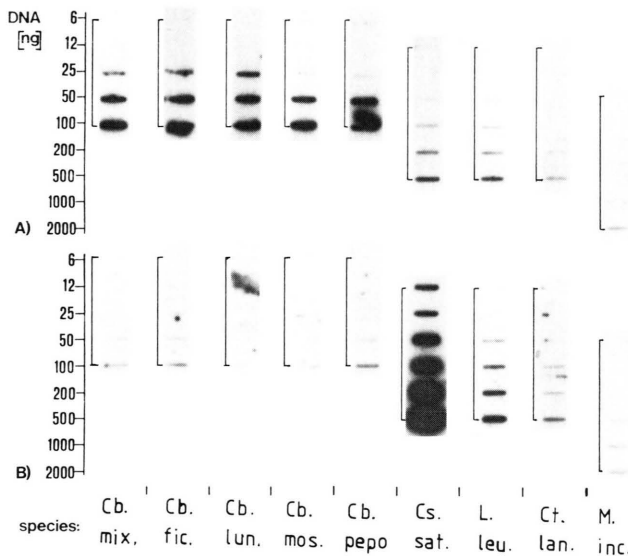 DNA
[ng]
6
12
25
50
100
200
500
1000
A) 2000
6
12
25
50
100
200
500
1000
B) 2000
species:
Cb. mix.
Cb. fic.
Cb. lun.
Cb. mos.
Cb. pepo
Cs. sat.
L. leu.
Ct. lan.
M. inc.